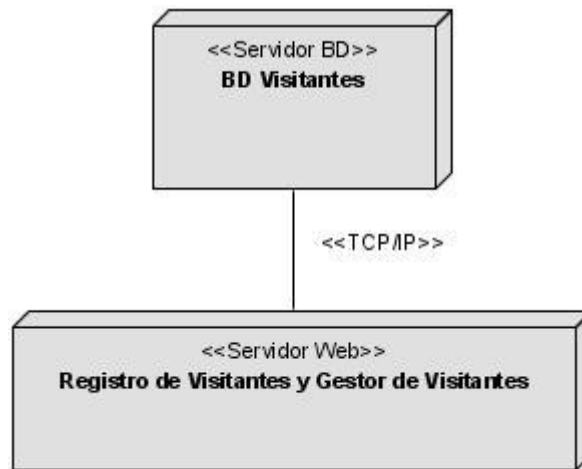 <<Servidor BD>>
BD Visitantes
<<TCP/IP>>
<<Servidor Web>>
Registro de Visitantes y Gestor de Visitantes